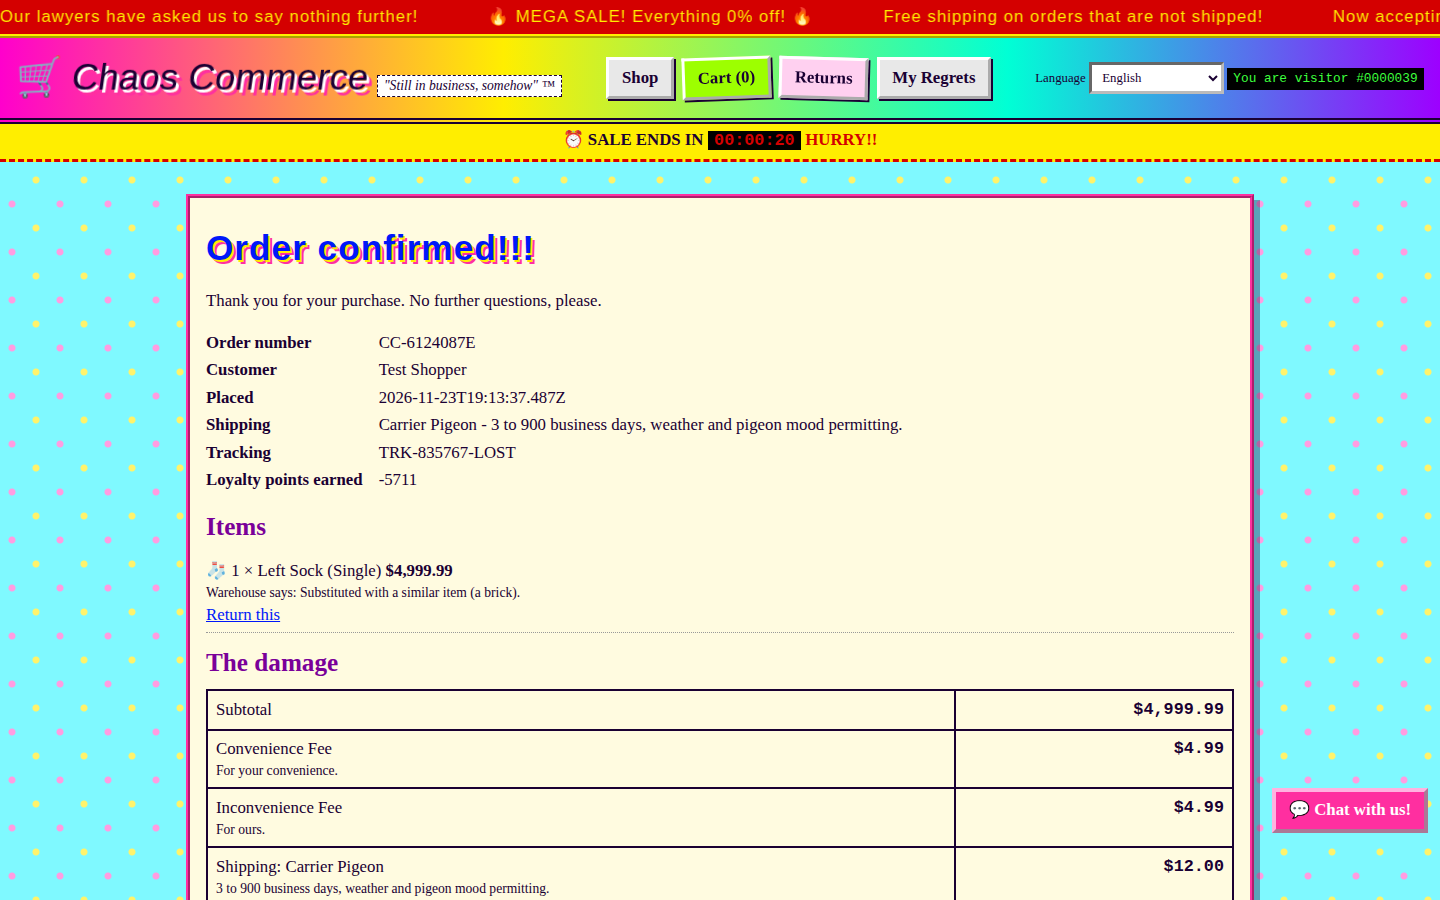 Our lawyers have asked us to say nothing further! 🔥 MEGA SALE! Everything 0% off! 🔥 Free shipping on orders that are not shipped! Now
🛒 Chaos Commerce "Still in business, somehow" ™ Shop Cart (0) Returns My Regrets Language English You are visitor #0000039
⏰ SALE ENDS IN 00:00:20 HURRY!!
Order confirmed!!!
Thank you for your purchase. No further questions, please.
Order number CC-6124087E
Customer Test Shopper
Placed 2026-11-23T19:13:37.487Z
Shipping Carrier Pigeon - 3 to 900 business days, weather and pigeon mood permitting.
Tracking TRK-835767-LOST
Loyalty points earned -5711
Items
🧦 1 × Left Sock (Single) $4,999.99
Warehouse says: Substituted with a similar item (a brick).
Return this
The damage
Subtotal $4,999.99
Convenience Fee $4.99
For your convenience.
Inconvenience Fee $4.99
For ours.
💬 Chat with us!
Shipping: Carrier Pigeon $12.00
3 to 900 business days, weather and pigeon mood permitting.